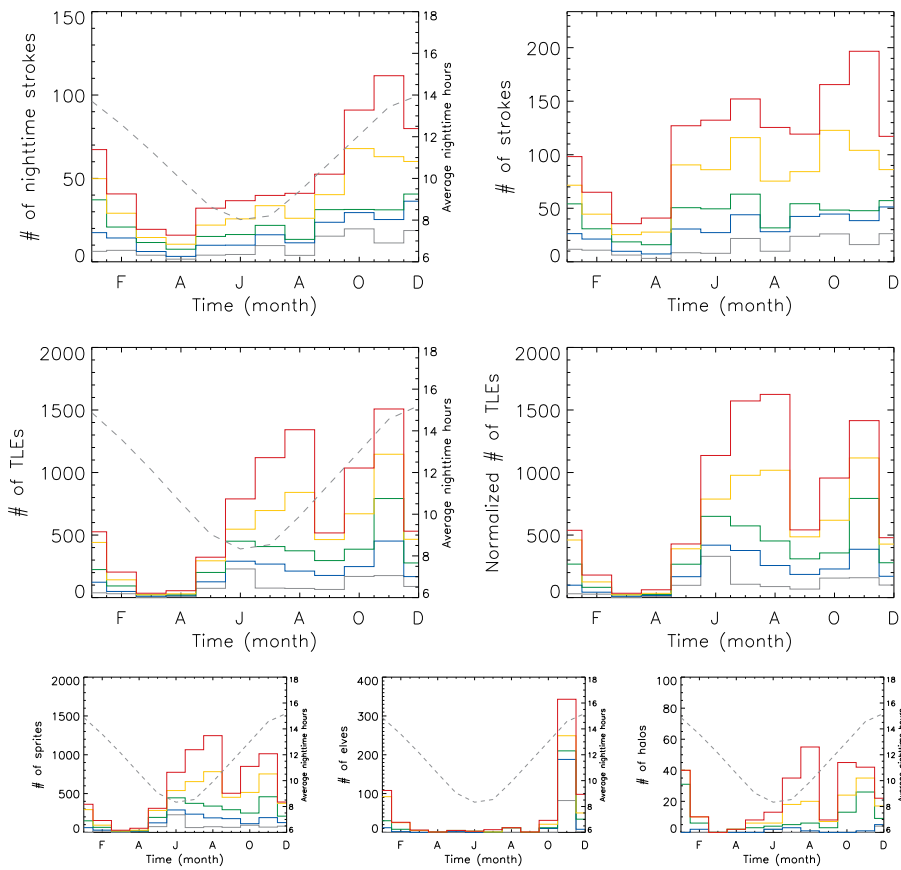 150
100
50
0
# of nighttime strokes
F A J A O D
Time (month)
18
16
14
12
10
8
6
Average nighttime hours
200
150
100
50
0
# of strokes
F A J A O D
Time (month)
2000
1500
1000
500
0
# of TLEs
F A J A O D
Time (month)
18
16
14
12
10
8
6
Average nighttime hours
2000
1500
1000
500
0
Normalized # of TLEs
F A J A O D
Time (month)
2000
1500
1000
500
0
# of sprites
F A J A O D
Time (month)
18
16
14
12
10
8
6
Average nighttime hours
400
300
200
100
0
# of elves
F A J A O D
Time (month)
18
16
14
12
10
8
6
Average nighttime hours
100
80
60
40
20
0
# of halos
F A J A O D
Time (month)
18
16
14
12
10
8
6
Average nighttime hours